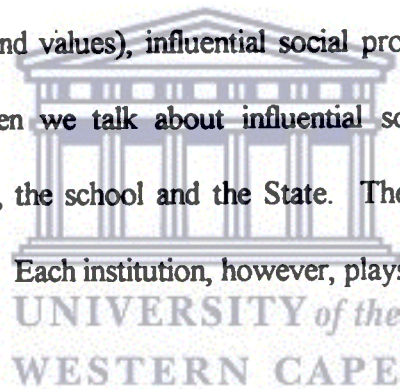 nd values), influential social pro
en we talk about influential so
, the school and the State. The
Each institution, however, plays
UNIVERSITY of the
WESTERN CAPE